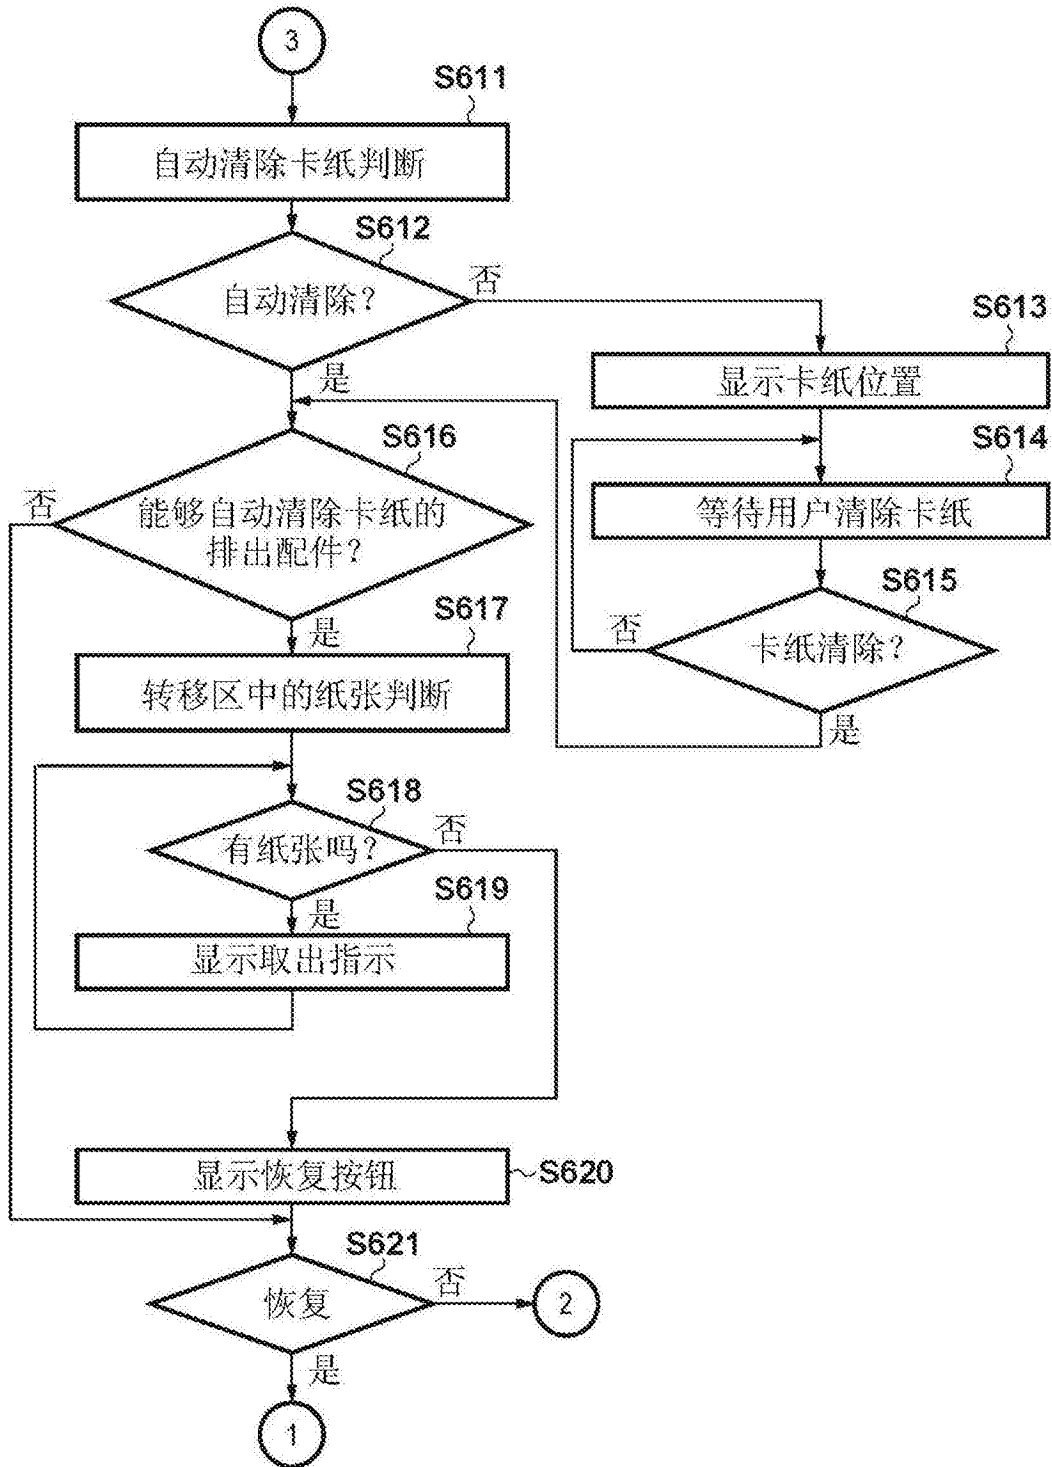 3
S611
自动清除卡纸判断
S612
自动清除？
否
是
S613
显示卡纸位置
S614
等待用户清除卡纸
S615
卡纸清除？
否
是
S616
能够自动清除卡纸的
排出配件？
否
是
S617
转移区中的纸张判断
S618
有纸张吗？
否
是
S619
显示取出指示
显示恢复按钮
S620
S621
恢复
否
2
是
1